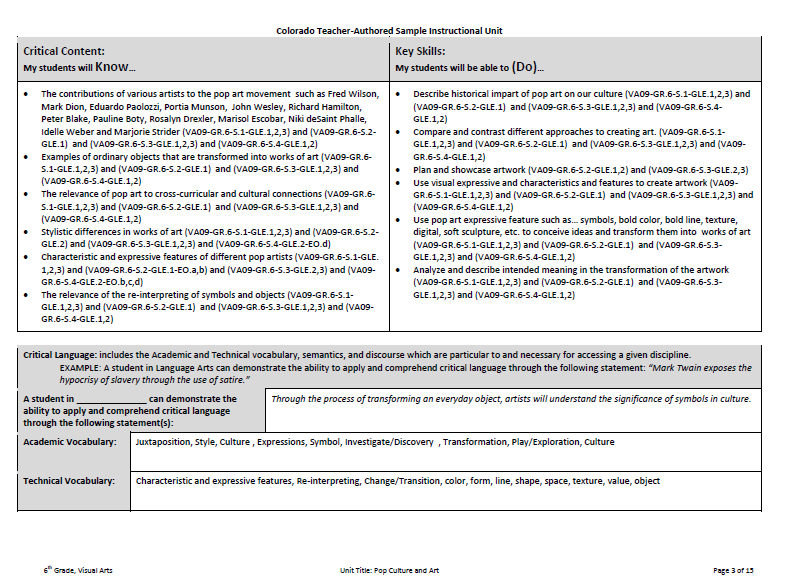 Colorado Teacher-Authored Sample Instructional Unit
Critical Content:
My students will Know…
The contributions of various artists to the pop art movement  such as Fred Wilson,
Mark Dion, Eduardo Paolozzi, Portia Munson,  John Wesley, Richard Hamilton,
Peter Blake, Pauline Boty, Rosalyn Drexler, Marisol Escobar, Niki deSaint Phalle,
Idelle Weber and Marjorie Strider (VA09-GR.6-S.1-GLE.1,2,3) and (VA09-GR.6-S.2-
GLE.1)  and (VA09-GR.6-S.3-GLE.1,2,3) and (VA09-GR.6-S.4-GLE.1,2)
Examples of ordinary objects that are transformed into works of art (VA09-GR.6-
S.1-GLE.1,2,3) and (VA09-GR.6-S.2-GLE.1)  and (VA09-GR.6-S.3-GLE.1,2,3) and
(VA09-GR.6-S.4-GLE.1,2)
The relevance of pop art to cross-curricular and cultural connections (VA09-GR.6-
S.1-GLE.1,2,3) and (VA09-GR.6-S.2-GLE.1)  and (VA09-GR.6-S.3-GLE.1,2,3) and
(VA09-GR.6-S.4-GLE.1,2)
Stylistic differences in works of art (VA09-GR.6-S.1-GLE.1,2,3) and (VA09-GR.6-S.2-
GLE.2) and (VA09-GR.6-S.3-GLE.1,2,3) and (VA09-GR.6-S.4-GLE.2-EO.d)
Characteristic and expressive features of different pop artists (VA09-GR.6-S.1-GLE.
1,2,3) and (VA09-GR.6-S.2-GLE.1-EO.a,b) and (VA09-GR.6-S.3-GLE.2,3) and (VA09-
GR.6-S.4-GLE.2-EO.b,c,d)
The relevance of the re-interpreting of symbols and objects (VA09-GR.6-S.1-
GLE.1,2,3) and (VA09-GR.6-S.2-GLE.1)  and (VA09-GR.6-S.3-GLE.1,2,3) and (VA09-
GR.6-S.4-GLE.1,2)
Key Skills:
My students will be able to (Do)…
Describe historical impart of pop art on our culture (VA09-GR.6-S.1-GLE.1,2,3) and
(VA09-GR.6-S.2-GLE.1)  and (VA09-GR.6-S.3-GLE.1,2,3) and (VA09-GR.6-S.4-
GLE.1,2)
Compare and contrast different approaches to creating art. (VA09-GR.6-S.1-
GLE.1,2,3) and (VA09-GR.6-S.2-GLE.1)  and (VA09-GR.6-S.3-GLE.1,2,3) and (VA09-
GR.6-S.4-GLE.1,2)
Plan and showcase artwork (VA09-GR.6-S.2-GLE.1,2) and (VA09-GR.6-S.3-GLE.2,3)
Use visual expressive and characteristics and features to create artwork (VA09-
GR.6-S.1-GLE.1,2,3) and (VA09-GR.6-S.2-GLE.1)  and (VA09-GR.6-S.3-GLE.1,2,3) and
(VA09-GR.6-S.4-GLE.1,2)
Use pop art expressive feature such as… symbols, bold color, bold line, texture,
digital, soft sculpture, etc. to conceive ideas and transform them into  works of art
(VA09-GR.6-S.1-GLE.1,2,3) and (VA09-GR.6-S.2-GLE.1)  and (VA09-GR.6-S.3-
GLE.1,2,3) and (VA09-GR.6-S.4-GLE.1,2)
Analyze and describe intended meaning in the transformation of the artwork
(VA09-GR.6-S.1-GLE.1,2,3) and (VA09-GR.6-S.2-GLE.1)  and (VA09-GR.6-S.3-
GLE.1,2,3) and (VA09-GR.6-S.4-GLE.1,2)
Critical Language: includes the Academic and Technical vocabulary, semantics, and discourse which are particular to and necessary for accessing a given discipline.
EXAMPLE: A student in Language Arts can demonstrate the ability to apply and comprehend critical language through the following statement: “Mark Twain exposes the
hypocrisy of slavery through the use of satire.”
A student in ______________ can demonstrate the
ability to apply and comprehend critical language
through the following statement(s):
Through the process of transforming an everyday object, artists will understand the significance of symbols in culture.
Academic Vocabulary:
Juxtaposition, Style, Culture , Expressions, Symbol, Investigate/Discovery  , Transformation, Play/Exploration, Culture
Technical Vocabulary:
Characteristic and expressive features, Re-interpreting, Change/Transition, color, form, line, shape, space, texture, value, object
6th Grade, Visual Arts
Unit Title: Pop Culture and Art
Page 3 of 15